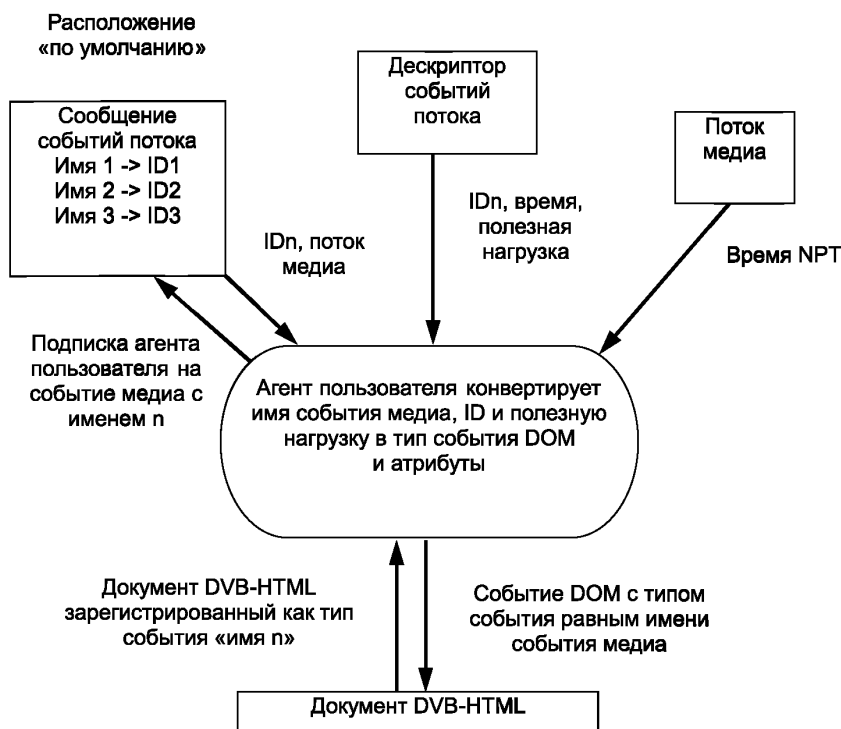 Расположение
«по умолчанию»
Сообщение
событий потока
Имя 1 -> ID1
Имя 2 -> ID2
Имя 3 -> ID3
Дескриптор
событий
потока
Поток
медиа
IDn, поток
медиа
IDn, время,
полезная
нагрузка
Время NPT
Подписка агента
пользователя на
событие медиа с
именем n
Агент пользователя конвертирует
имя события медиа, ID и полезную
нагрузку в тип события DOM
и атрибуты
Документ DVB-HTML
зарегистрированный как тип
события «имя n»
Событие DOM с типом
события равным имени
события медиа
Документ DVB-HTML